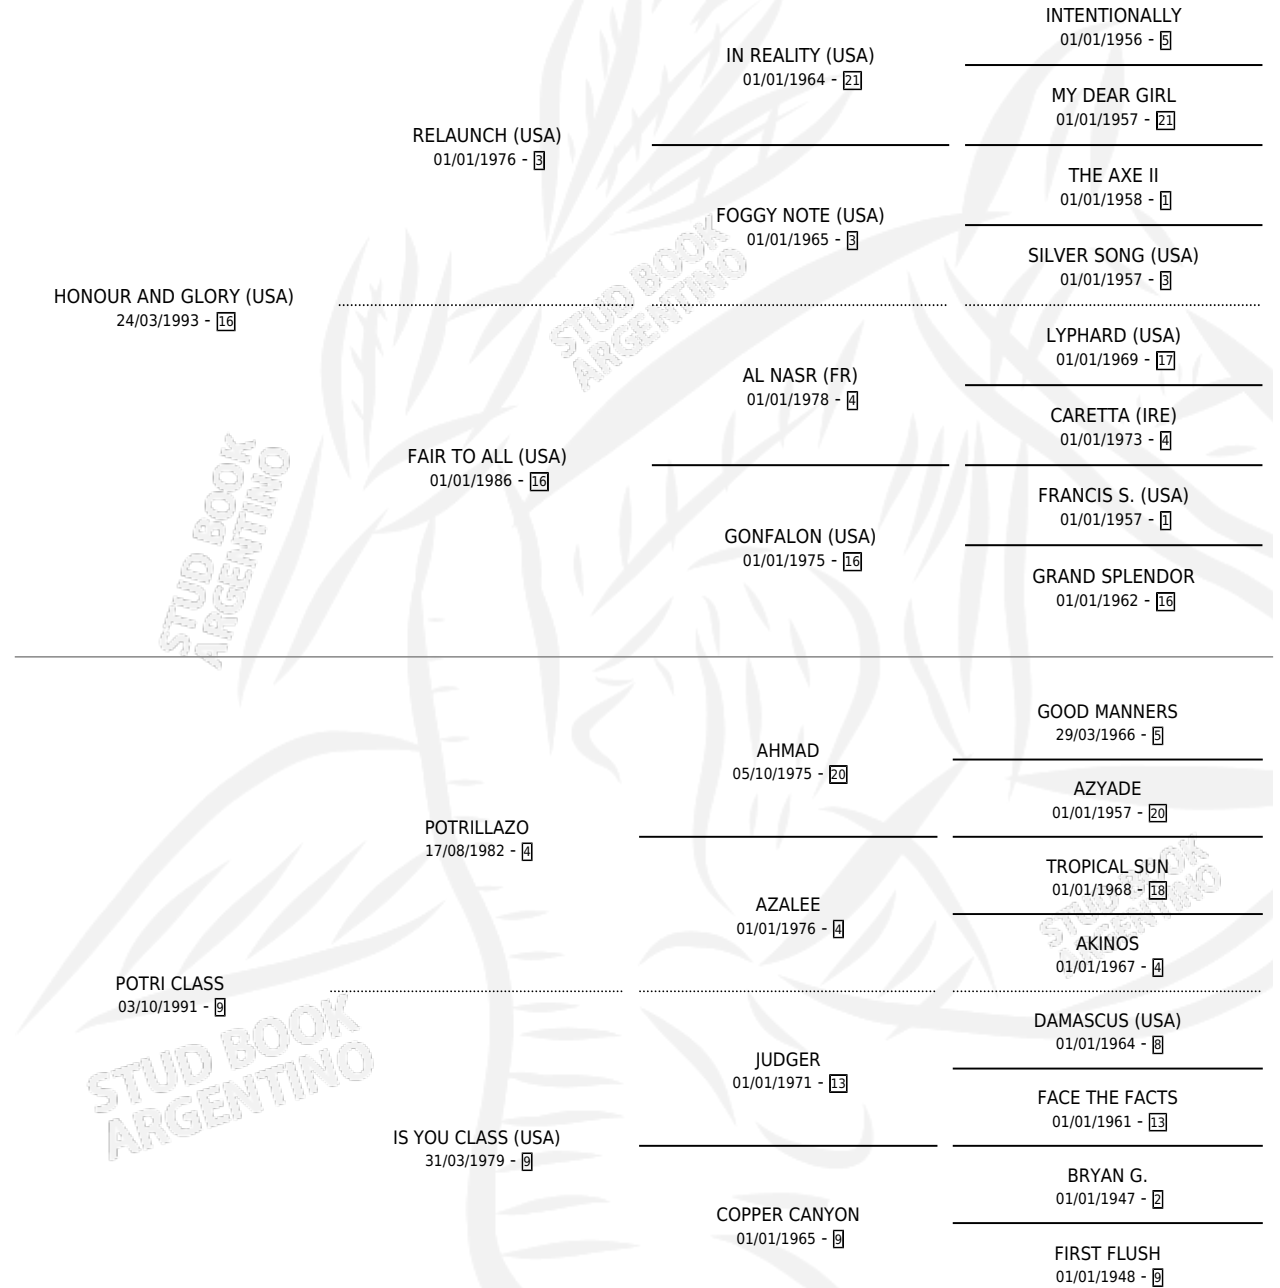 INTENTIONALLY
01/01/1956 - 5
IN REALITY (USA)
01/01/1964 - 21
MY DEAR GIRL
01/01/1957 - 21
RELAUNCH (USA)
01/01/1976 - 3
THE AXE II
01/01/1958 - 1
FOGGY NOTE (USA)
01/01/1965 - 3
SILVER SONG (USA)
01/01/1957 - 3
HONOUR AND GLORY (USA)
24/03/1993 - 16
LYPHARD (USA)
01/01/1969 - 17
AL NASR (FR)
01/01/1978 - 4
CARETTA (IRE)
01/01/1973 - 4
FAIR TO ALL (USA)
01/01/1986 - 16
FRANCIS S. (USA)
01/01/1957 - 1
GONFALON (USA)
01/01/1975 - 16
GRAND SPLENDOR
01/01/1962 - 16
GOOD MANNERS
29/03/1966 - 5
AHMAD
05/10/1975 - 20
AZYADE
01/01/1957 - 20
POTRILLAZO
17/08/1982 - 4
TROPICAL SUN
01/01/1968 - 18
AZALEE
01/01/1976 - 4
AKINOS
01/01/1967 - 4
POTRI CLASS
03/10/1991 - 9
DAMASCUS (USA)
01/01/1964 - 8
JUDGER
01/01/1971 - 13
FACE THE FACTS
01/01/1961 - 13
IS YOU CLASS (USA)
31/03/1979 - 9
BRYAN G.
01/01/1947 - 2
COPPER CANYON
01/01/1965 - 9
FIRST FLUSH
01/01/1948 - 9
STUD BOOK
ARGENTINO
STUD BOOK
ARGENTINO
STUD BOOK
ARGENTINO
STUD BOOK
ARGENTINO